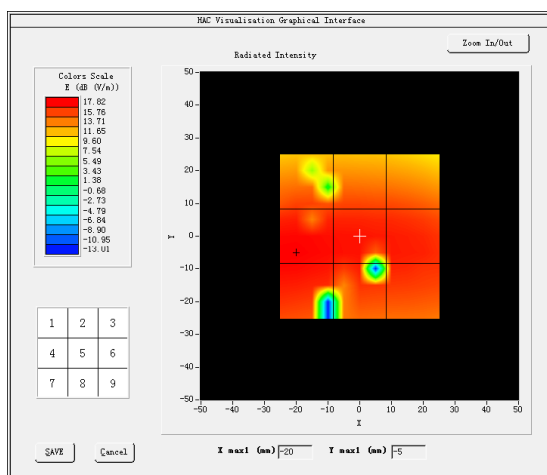 HAC Visualisation Graphical Interface
Zoom In/Out
Radiated Intensity
Colors Scale
E (dB (V/m))
17.82
15.76
13.71
11.65
9.60
7.54
5.49
3.43
1.38
-0.68
-2.73
-4.79
-6.84
-8.90
-10.95
-13.01
50
40
30
20
10
0
-10
-20
-30
-40
-50
Y
-50 -40 -30 -20 -10 0 10 20 30 40 50
X
1 2 3
4 5 6
7 8 9
SAVE Cancel
X max1 (mm) -20 Y max1 (mm) -5